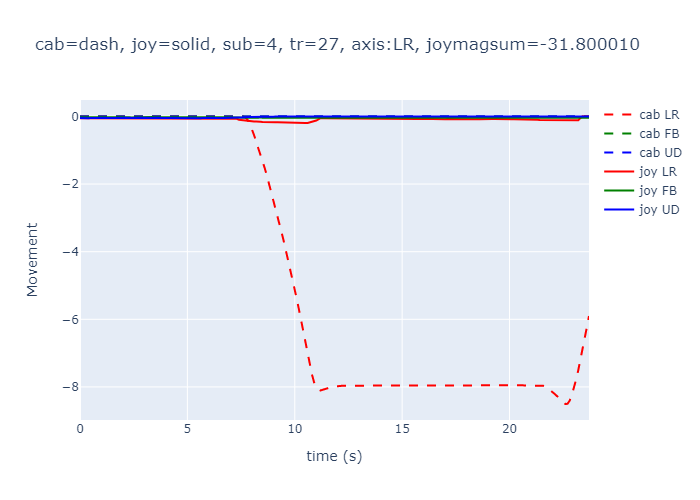 cab=dash, joy=solid, sub=4, tr=27, axis:LR, joymagsum=-31.800010
0
−2
−4
−6
−8
Movement
0
5
10
15
20
time (s)
cab LR
cab FB
cab UD
joy LR
joy FB
joy UD